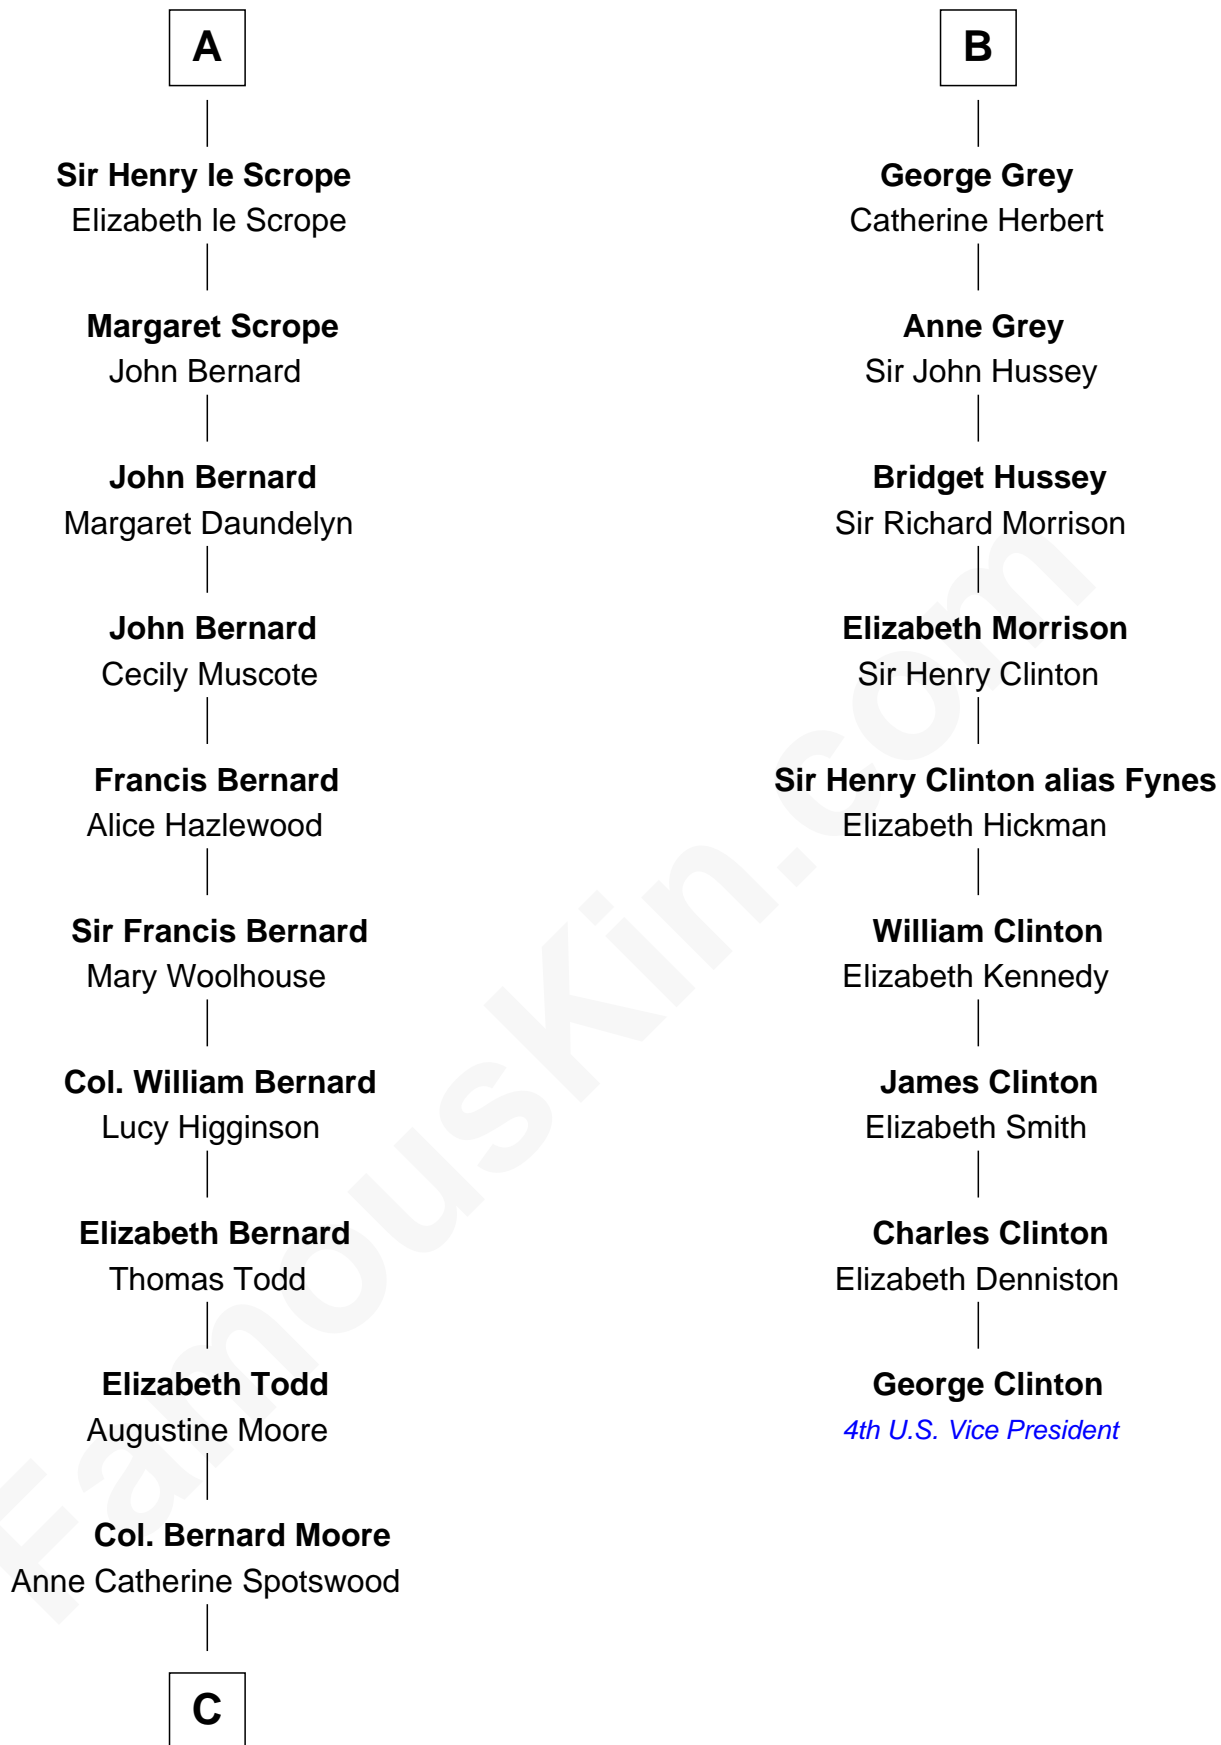 A
Sir Henry le Scrope
Elizabeth le Scrope
Margaret Scrope
John Bernard
John Bernard
Margaret Daundelyn
John Bernard
Cecily Muscote
Francis Bernard
Alice Hazlewood
Sir Francis Bernard
Mary Woolhouse
Col. William Bernard
Lucy Higginson
Elizabeth Bernard
Thomas Todd
Elizabeth Todd
Augustine Moore
Col. Bernard Moore
Anne Catherine Spotswood
C
B
George Grey
Catherine Herbert
Anne Grey
Sir John Hussey
Bridget Hussey
Sir Richard Morrison
Elizabeth Morrison
Sir Henry Clinton
Sir Henry Clinton alias Fynes
Elizabeth Hickman
William Clinton
Elizabeth Kennedy
James Clinton
Elizabeth Smith
Charles Clinton
Elizabeth Denniston
George Clinton
4th U.S. Vice President
FamousKin.com